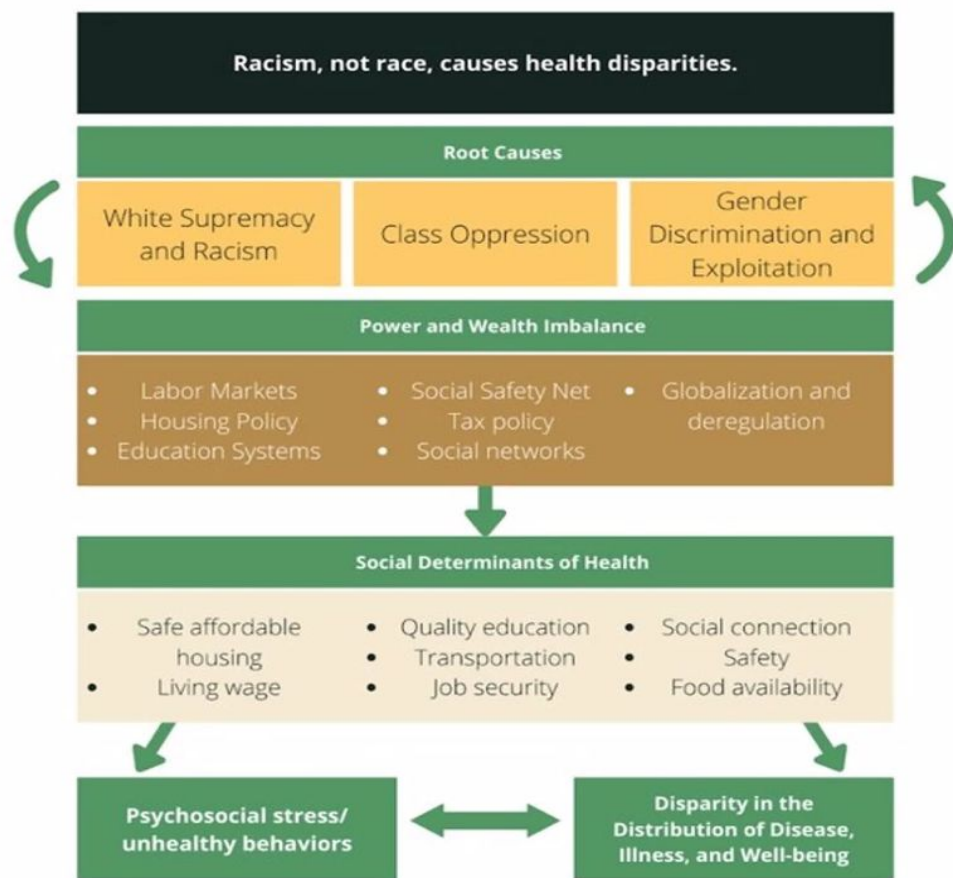 Racism, not race, causes health disparities.
Root Causes
White Supremacy
and Racism
Class Oppression
Gender
Discrimination and
Exploitation
Power and Wealth Imbalance
• Labor Markets
• Housing Policy
• Education Systems
• Social Safety Net
• Tax policy
• Social networks
• Globalization and
deregulation
Social Determinants of Health
• Safe affordable
housing
• Living wage
• Quality education
• Transportation
• Job security
• Social connection
• Safety
• Food availability
Psychosocial stress/
unhealthy behaviors
Disparity in the
Distribution of Disease,
Illness, and Well-being